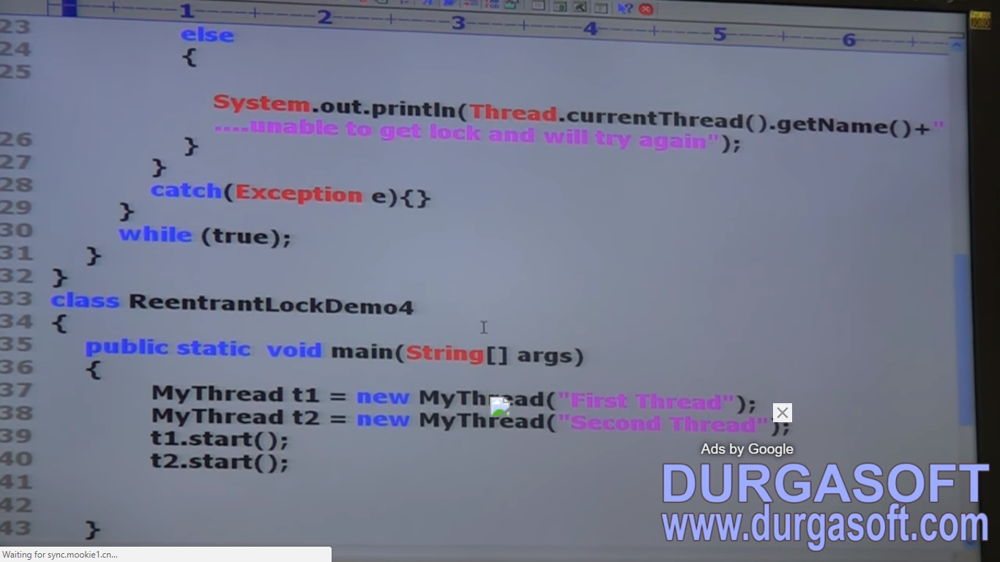 1 2 3 4 5 6
23 else
24 {
25
System.out.println(Thread.currentThread().getName()+"
....unable to get lock and will try again");
26 }
27 }
28 catch(Exception e){}
29 }
30 while (true);
31 }
32 }
33 class ReentrantLockDemo4
34 {
35 public static void main(String[] args)
36 {
37 MyThread t1 = new MyThread("First Thread");
38 MyThread t2 = new MyThread("Second Thread");
39 t1.start();
40 t2.start();
41
42
43 }
Ads by Google
DURGASOFT
www.durgasoft.com
Waiting for sync.mookie1.cn...